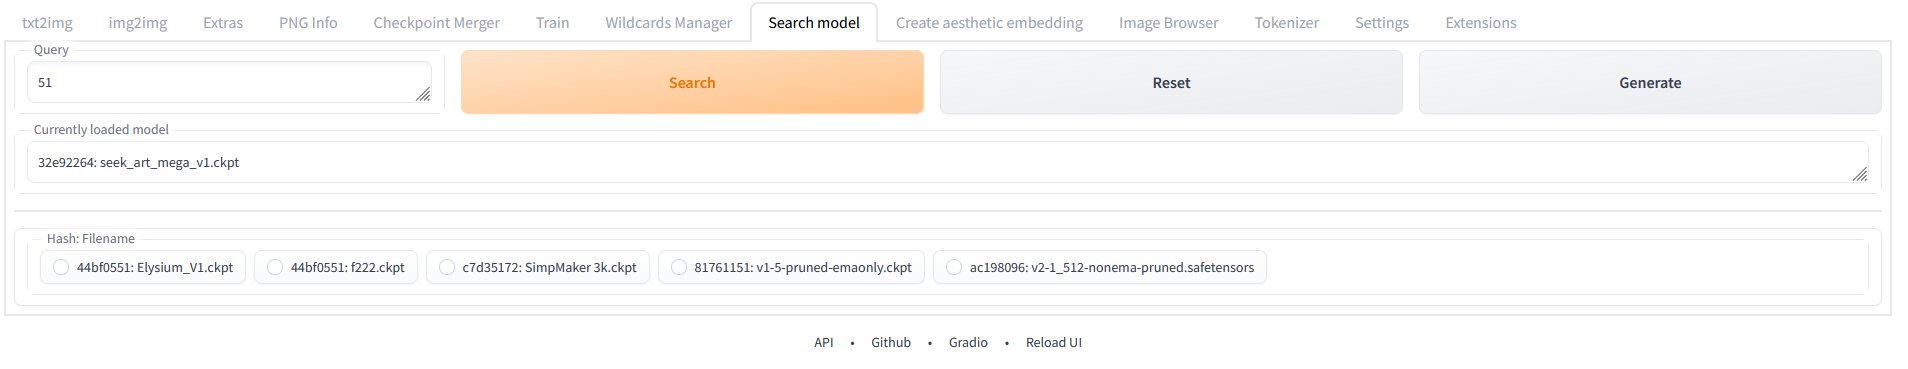 txt2img img2img Extras PNG Info Checkpoint Merger Train Wildcards Manager Search model Create aesthetic embedding Image Browser Tokenizer Settings Extensions
Query
51
Search
Reset
Generate
Currently loaded model
32e92264: seek_art_mega_v1.ckpt
Hash: Filename
44bf0551: Elysium_V1.ckpt 44bf0551: f222.ckpt c7d35172: SimpMaker 3k.ckpt 81761151: v1-5-pruned-emaonly.ckpt ac198096: v2-1_512-nonema-pruned.safetensors
API • Github • Gradio • Reload UI